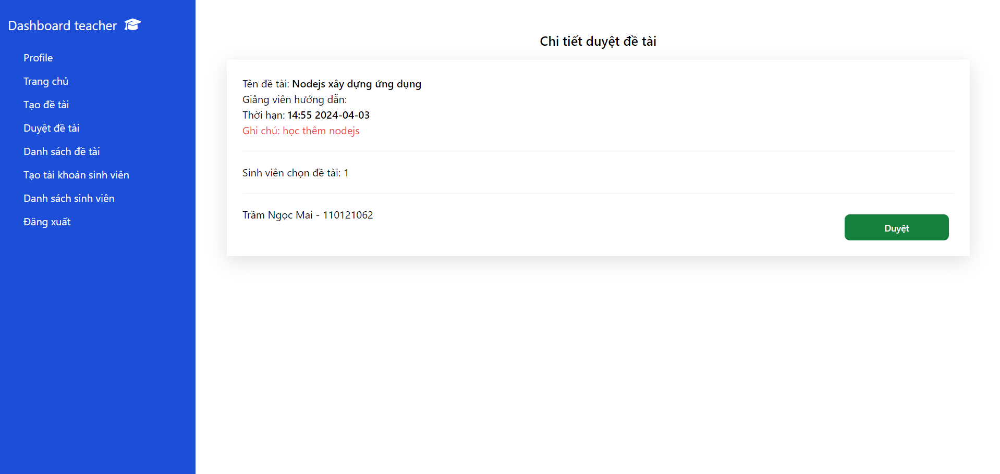 Dashboard teacher
Profile
Trang chủ
Tạo đề tài
Duyệt đề tài
Danh sách đề tài
Tạo tài khoản sinh viên
Danh sách sinh viên
Đăng xuất
Chi tiết duyệt đề tài
Tên đề tài: Nodejs xây dựng ứng dụng
Giảng viên hướng dẫn:
Thời hạn: 14:55 2024-04-03
Ghi chú: học thêm nodejs
Sinh viên chọn đề tài: 1
Trầm Ngọc Mai - 110121062
Duyệt